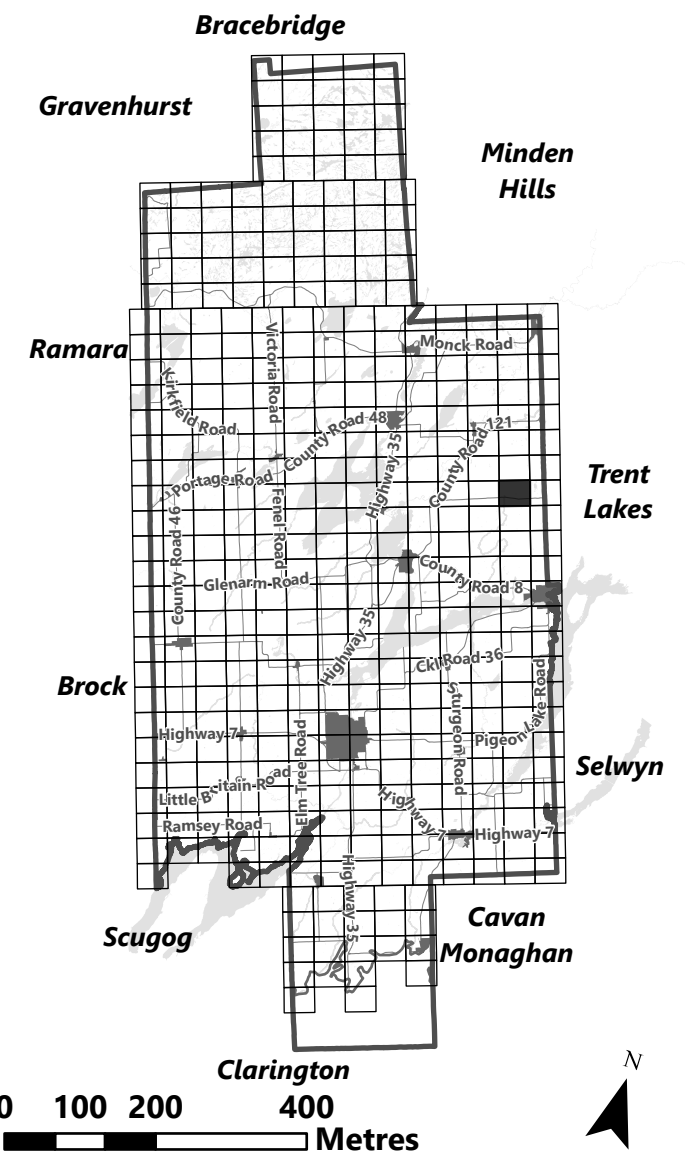 Bracebridge
Gravenhurst
Minden
Hills
Ramara
Monck Road
Victoria Road
Kirkfield Road
County Road 48
County Road 121
Highway 35
Portage Road
Trent
Lakes
County Road 46
Fenel Road
Glenarm Road
County Road 8
Highway 35
Ckl Road 36
Brock
Sturgeon Road
Pigeon Lake Road
Highway 7
Elm Tree Road
Selwyn
Little Britain Road
Highway 7
Ramsey Road
Highway 7
Highway 35
Scugog
Cavan
Monaghan
Clarington
N
0 100 200 400
Metres